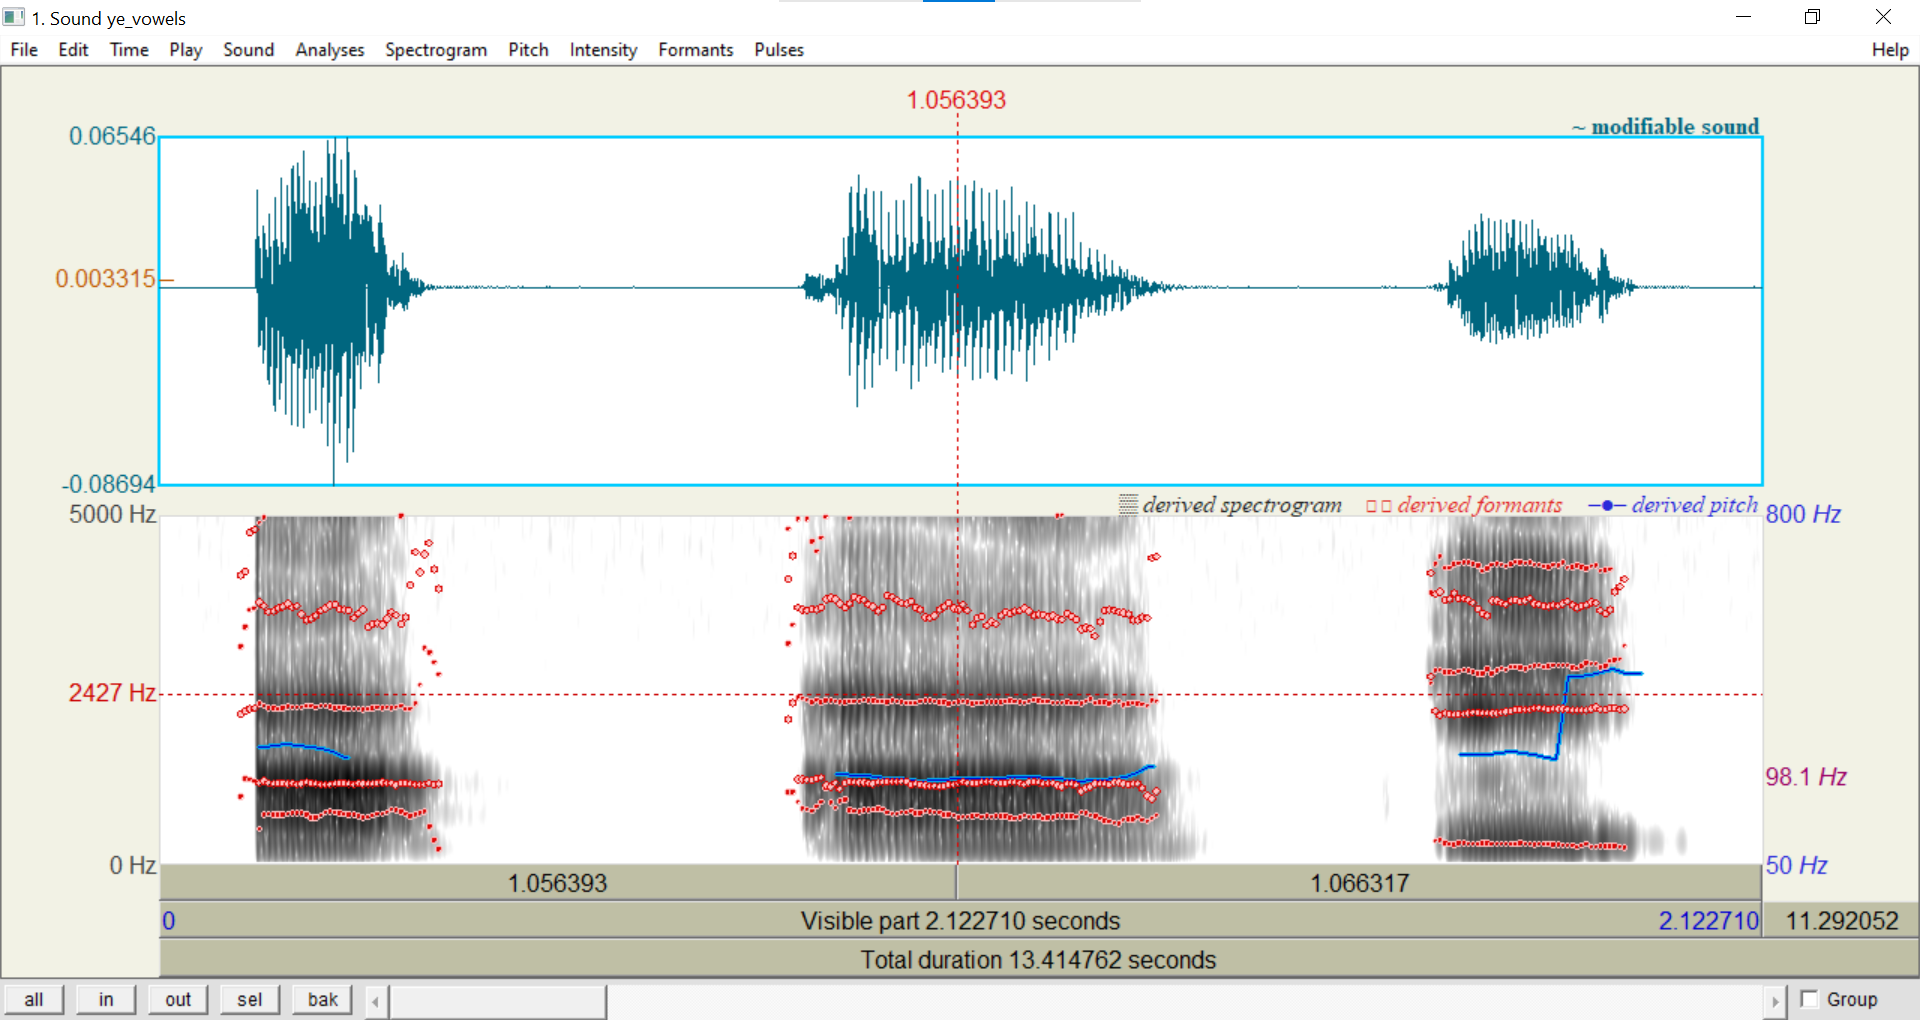 1. Sound ye_vowels
File Edit Time Play Sound Analyses Spectrogram Pitch Intensity Formants Pulses Help
1.056393
0.06546
~ modifiable sound
0.003315
-0.08694
derived spectrogram derived formants derived pitch
5000 Hz 800 Hz
2427 Hz
98.1 Hz
0 Hz 50 Hz
1.056393 1.066317
0 Visible part 2.122710 seconds 2.122710 11.292052
Total duration 13.414762 seconds
all in out sel bak Group